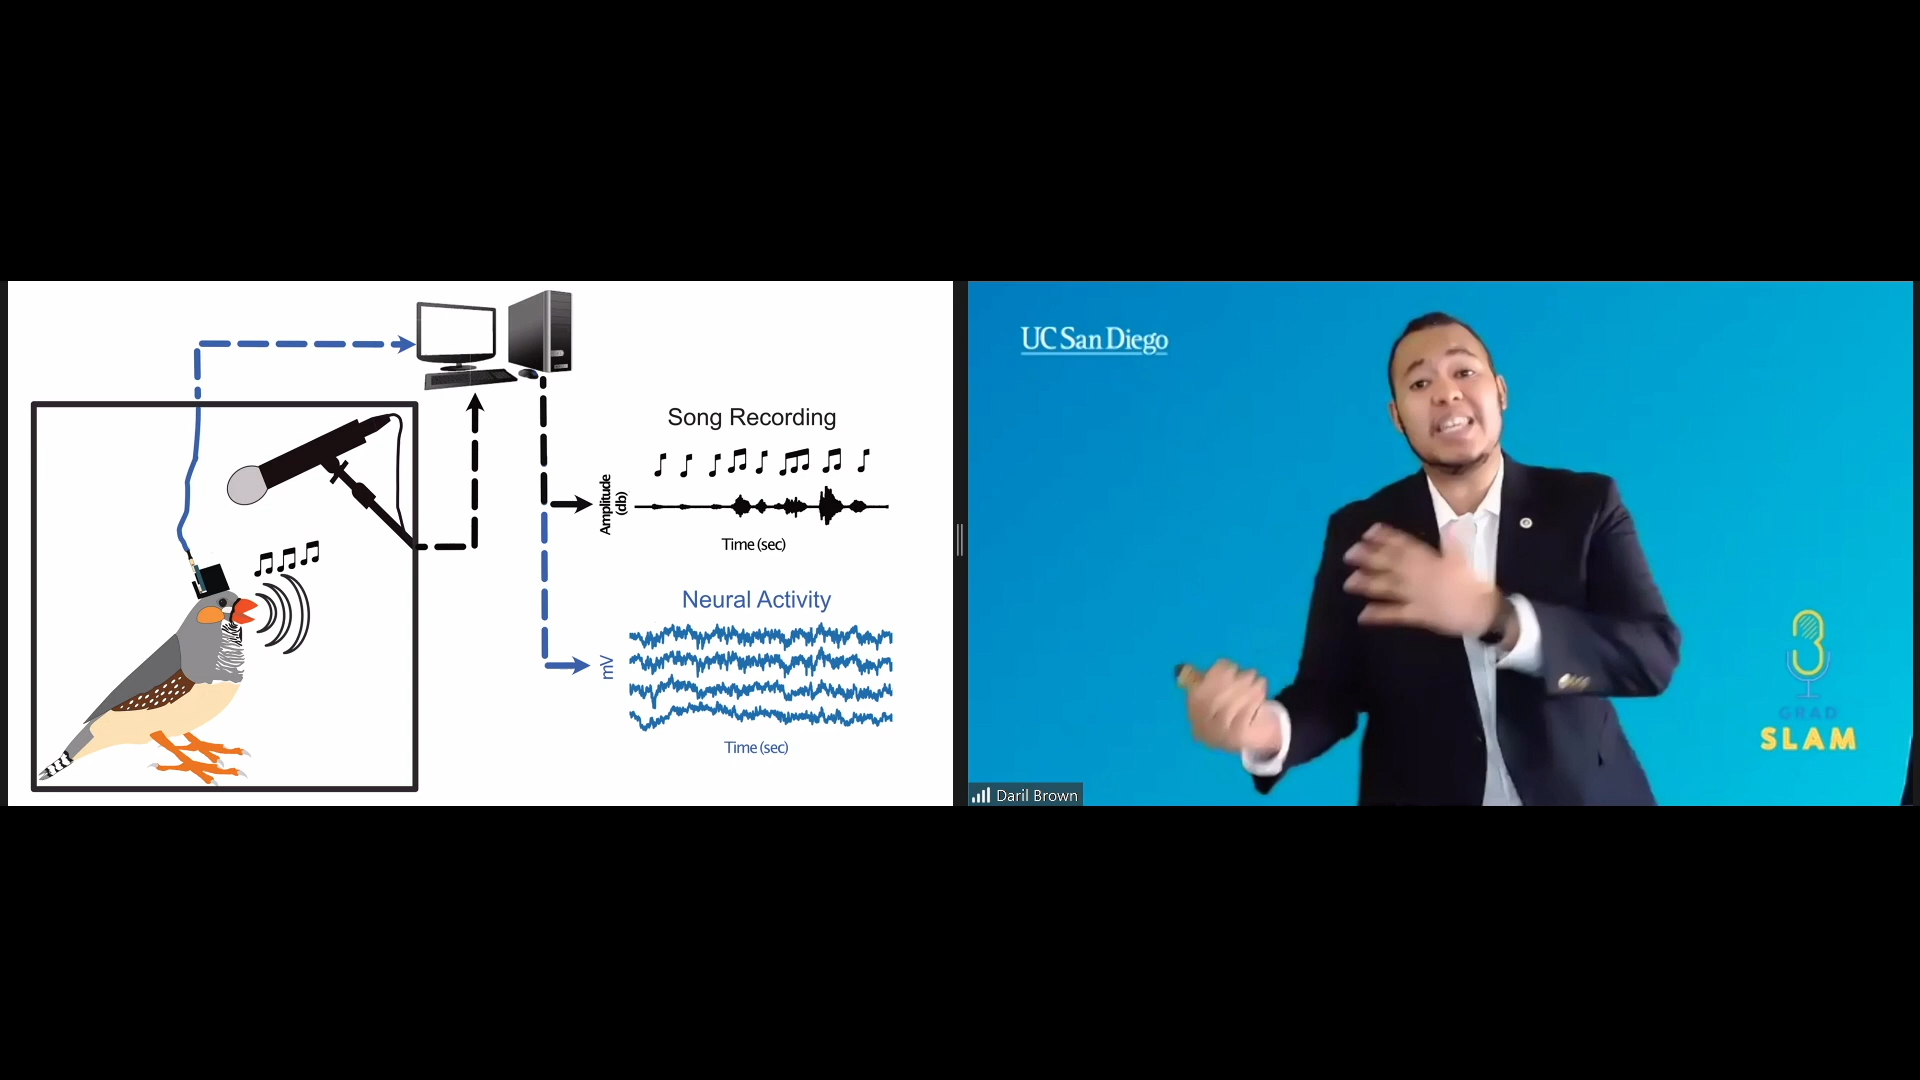 Song Recording
Amplitude
(db)
Time (sec)
Neural Activity
mV
Time (sec)
UC San Diego
GRAD
SLAM
Daril Brown